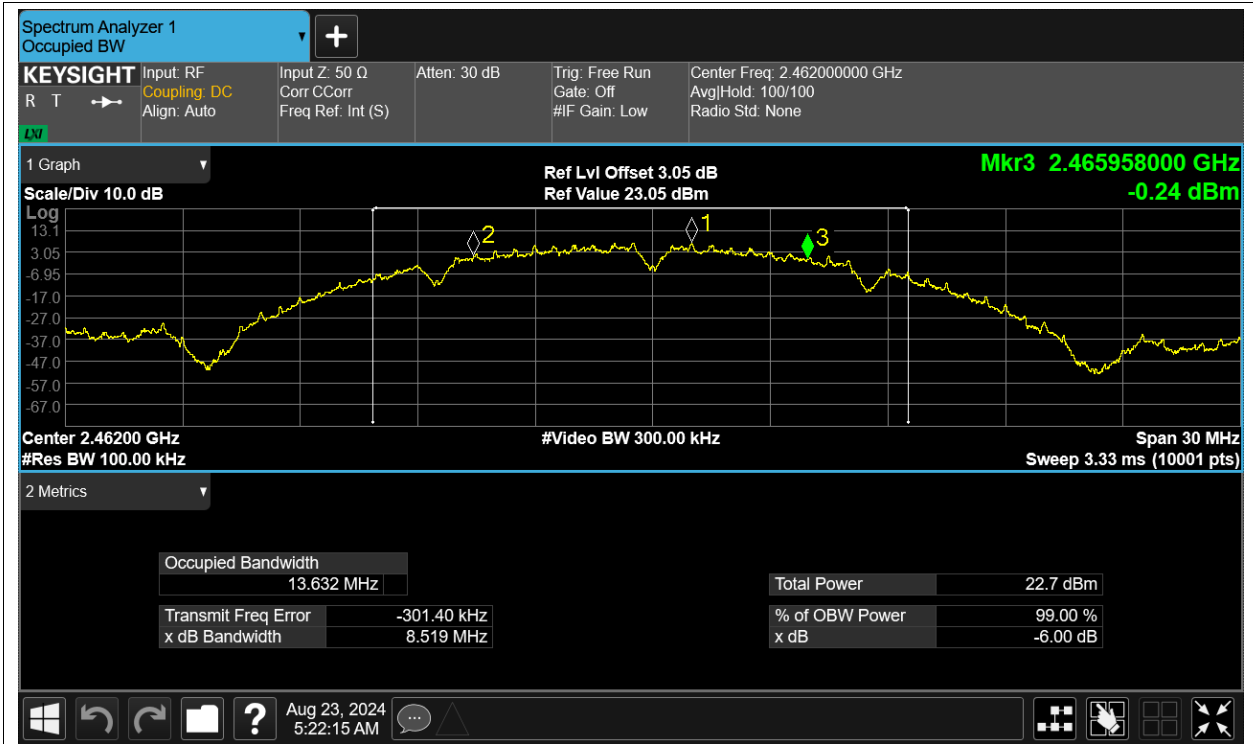 Spectrum Analyzer 1
Occupied BW
KEYSIGHT
R T
LXI
Input: RF
Coupling: DC
Align: Auto
Input Z: 50 Ω
Corr CCorr
Freq Ref: Int (S)
Atten: 30 dB
Trig: Free Run
Gate: Off
#IF Gain: Low
Center Freq: 2.462000000 GHz
Avg|Hold: 100/100
Radio Std: None
1 Graph
Scale/Div 10.0 dB
Ref Lvl Offset 3.05 dB
Ref Value 23.05 dBm
Mkr3 2.465958000 GHz
-0.24 dBm
Log
13.1
3.05
-6.95
-17.0
-27.0
-37.0
-47.0
-57.0
-67.0
2
1
3
Center 2.46200 GHz
#Res BW 100.00 kHz
#Video BW 300.00 kHz
Span 30 MHz
Sweep 3.33 ms (10001 pts)
2 Metrics
Occupied Bandwidth
13.632 MHz
Transmit Freq Error -301.40 kHz
x dB Bandwidth 8.519 MHz
Total Power 22.7 dBm
% of OBW Power 99.00 %
x dB -6.00 dB
Aug 23, 2024
5:22:15 AM